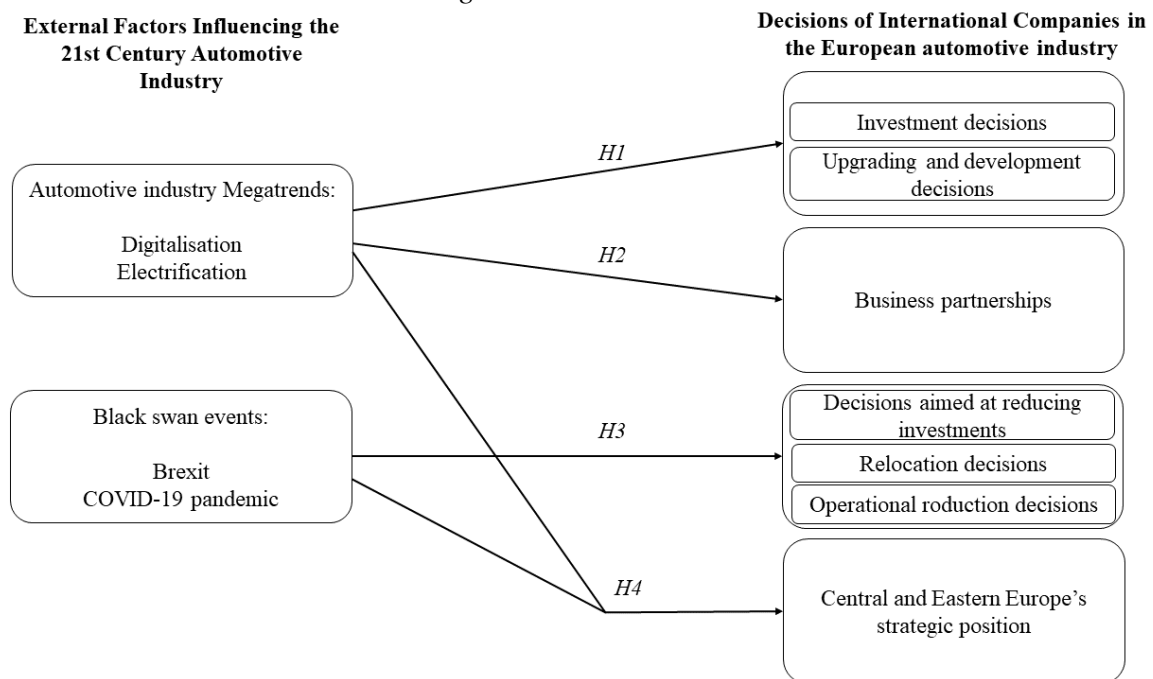 External Factors Influencing the
21st Century Automotive
Industry
Decisions of International Companies in
the European automotive industry
Automotive industry Megatrends:
Digitalisation
Electrification
Black swan events:
Brexit
COVID-19 pandemic
H1
H2
H3
H4
Investment decisions
Upgrading and development
decisions
Business partnerships
Decisions aimed at reducing
investments
Relocation decisions
Operational roduction decisions
Central and Eastern Europe’s
strategic position